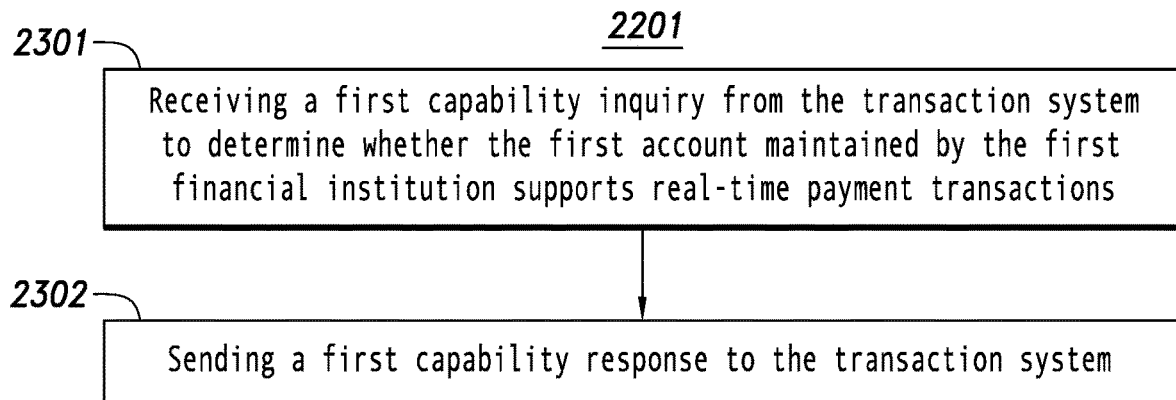 2201
2301
Receiving a first capability inquiry from the transaction system
to determine whether the first account maintained by the first
financial institution supports real-time payment transactions
2302
Sending a first capability response to the transaction system